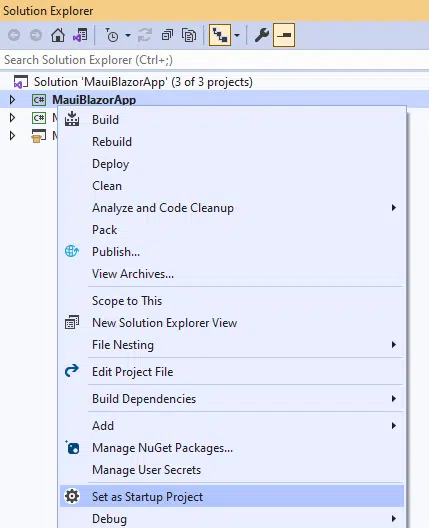 Solution Explorer
Search Solution Explorer (Ctrl+;)
Solution 'MauiBlazorApp' (3 of 3 projects)
C# MauiBlazorApp
C#
Build
Rebuild
Deploy
Clean
Analyze and Code Cleanup
Pack
Publish...
View Archives...
Scope to This
New Solution Explorer View
File Nesting
Edit Project File
Build Dependencies
Add
Manage NuGet Packages...
Manage User Secrets
Set as Startup Project
Debug